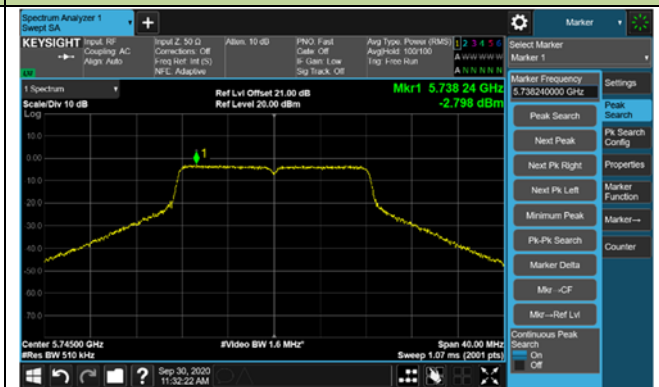 Spectrum Analyzer 1
Swept SA
Marker
KEYSIGHT
Input: RF
Coupling: AC
Align: Auto
Input Z: 50 Ω
Corrections: Off
Freq Ref: Int (S)
NFE: Adaptive
Atten: 10 dB
PNO: Fast
Gate: Off
IF Gain: Low
Sig Track: Off
Avg Type: Power (RMS)
Avg|Hold: 100/100
Trig: Free Run
1 2 3 4 5 6
A W W W W W
A N N N N N
Select Marker
Marker 1
1 Spectrum
Scale/Div 10 dB
Log
Ref Lvl Offset 21.00 dB
Ref Level 20.00 dBm
Mkr1 5.738 24 GHz
-2.798 dBm
10.0
0.00
10.0
20.0
30.0
40.0
60.0
70.0
1
Center 5.74500 GHz
#Res BW 510 kHz
#Video BW 1.6 MHz*
Span 40.00 MHz
Sweep 1.07 ms (2001 pts)
Marker Frequency
5.738240000 GHz
Peak Search
Next Peak
Next Pk Right
Next Pk Left
Minimum Peak
Pk-Pk Search
Marker Delta
Mkr→CF
Mkr→Ref Lvl
Continuous Peak
Search
On
Off
Settings
Peak
Search
Pk Search
Config
Properties
Marker
Function
Marker→
Counter
Sep 30, 2020
11:32:22 AM